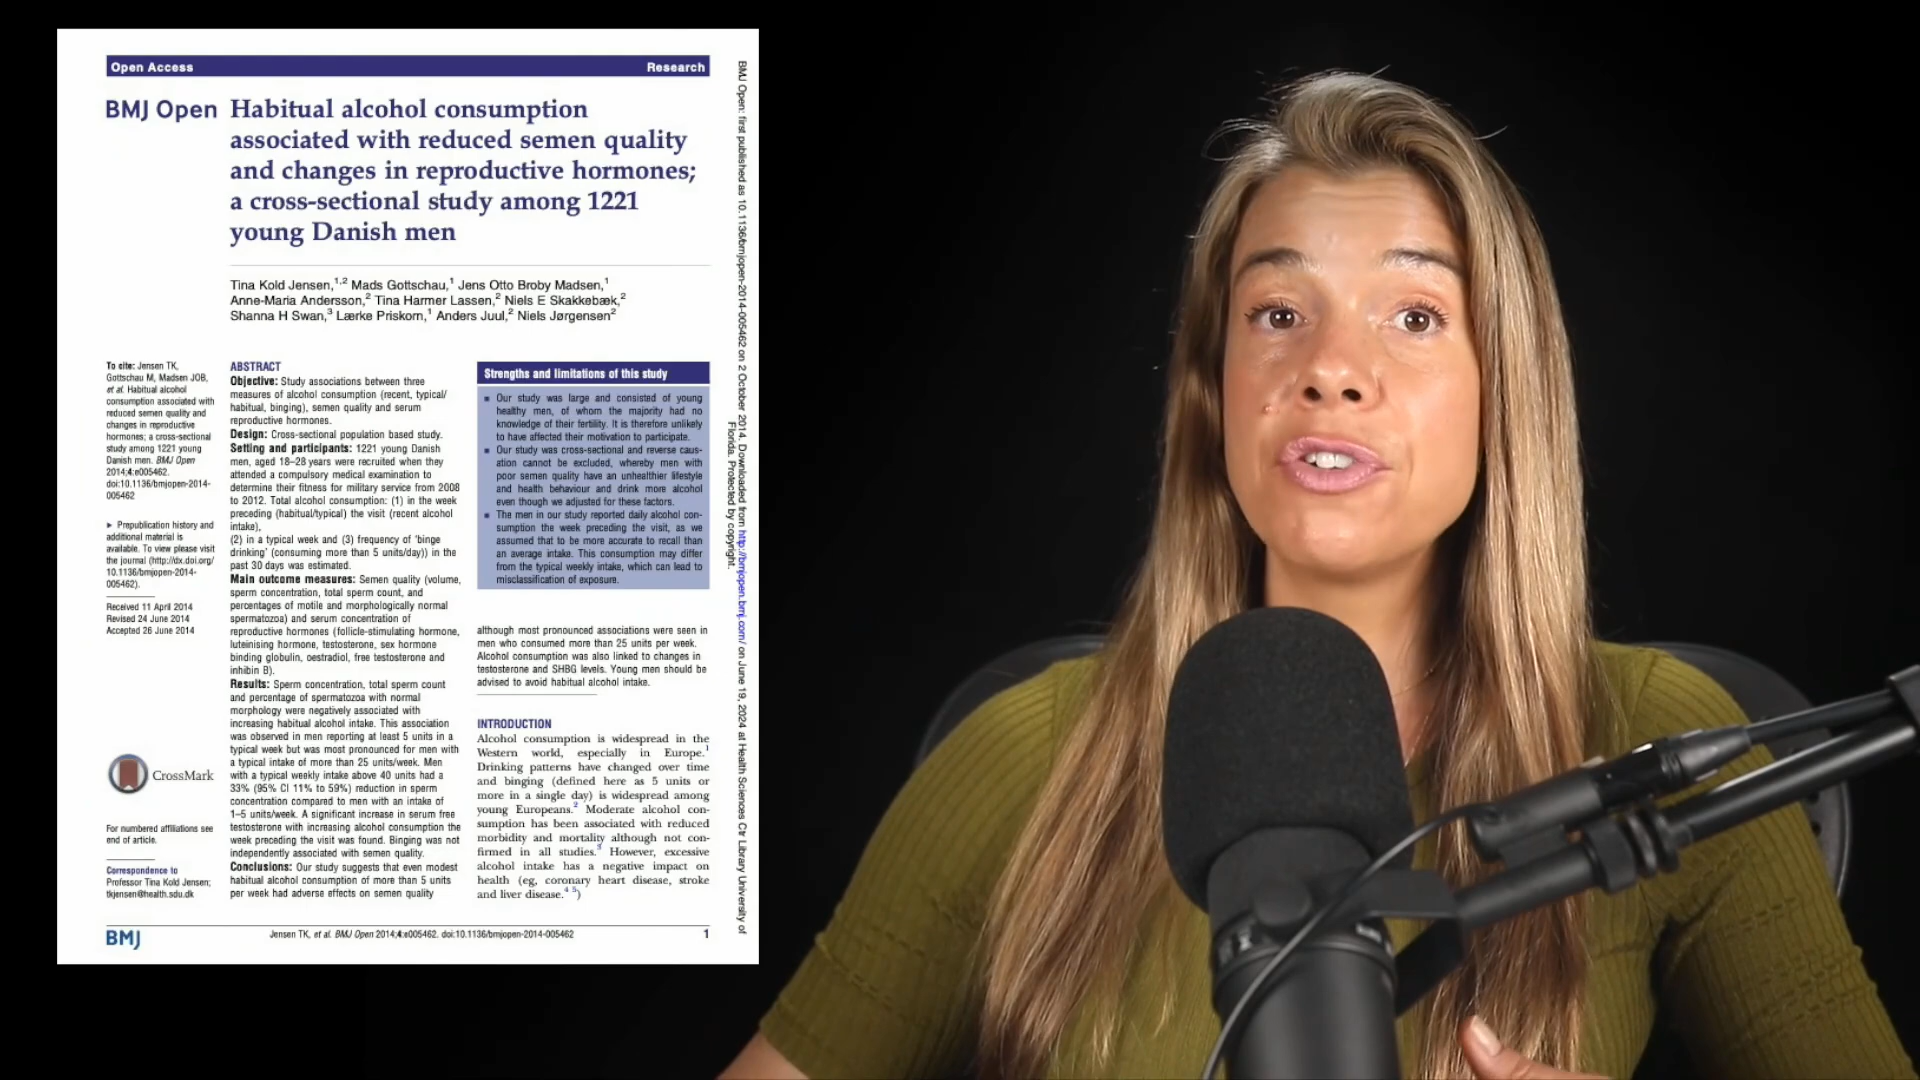 Open Access
Research
BMJ Open
Habitual alcohol consumption
associated with reduced semen quality
and changes in reproductive hormones;
a cross-sectional study among 1221
young Danish men
Tina Kold Jensen,1,2 Mads Gottschau,1 Jens Otto Broby Madsen,1
Anne-Maria Andersson,2 Tina Harmer Lassen,2 Niels E Skakkebæk,2
Shanna H Swan,3 Lærke Priskorn,1 Anders Juul,2 Niels Jørgensen2
To cite: Jensen TK,
Gottschau M, Madsen JOB,
et al. Habitual alcohol
consumption associated with
reduced semen quality and
changes in reproductive
hormones; a cross-sectional
study among 1221 young
Danish men. BMJ Open
2014;4:e005462.
doi:10.1136/bmjopen-2014-
005462
▸ Prepublication history and
additional material is
available. To view please visit
the journal (http://dx.doi.org/
10.1136/bmjopen-2014-
005462).
Received 11 April 2014
Revised 24 June 2014
Accepted 26 June 2014
CrossMark
For numbered affiliations see
end of article.
Correspondence to
Professor Tina Kold Jensen;
tkjensen@health.sdu.dk
ABSTRACT
Objective: Study associations between three
measures of alcohol consumption (recent, typical/
habitual, binging), semen quality and serum
reproductive hormones.
Design: Cross-sectional population based study.
Setting and participants: 1221 young Danish
men, aged 18–28 years were recruited when they
attended a compulsory medical examination to
determine their fitness for military service from 2008
to 2012. Total alcohol consumption: (1) in the week
preceding (habitual/typical) the visit (recent alcohol
intake),
(2) in a typical week and (3) frequency of 'binge
drinking' (consuming more than 5 units/day)) in the
past 30 days was estimated.
Main outcome measures: Semen quality (volume,
sperm concentration, total sperm count, and
percentages of motile and morphologically normal
spermatozoa) and serum concentration of
reproductive hormones (follicle-stimulating hormone,
luteinising hormone, testosterone, sex hormone
binding globulin, oestradiol, free testosterone and
inhibin B).
Results: Sperm concentration, total sperm count
and percentage of spermatozoa with normal
morphology were negatively associated with
increasing habitual alcohol intake. This association
was observed in men reporting at least 5 units in a
typical week but was most pronounced for men with
a typical intake of more than 25 units/week. Men
with a typical weekly intake above 40 units had a
33% (95% CI 11% to 59%) reduction in sperm
concentration compared to men with an intake of
1–5 units/week. A significant increase in serum free
testosterone with increasing alcohol consumption the
week preceding the visit was found. Binging was not
independently associated with semen quality.
Conclusions: Our study suggests that even modest
habitual alcohol consumption of more than 5 units
per week had adverse effects on semen quality
Strengths and limitations of this study
▪ Our study was large and consisted of young
healthy men, of whom the majority had no
knowledge of their fertility. It is therefore unlikely
to have affected their motivation to participate.
▪ Our study was cross-sectional and reverse caus-
ation cannot be excluded, whereby men with
poor semen quality have an unhealthier lifestyle
and health behaviour and drink more alcohol
even though we adjusted for these factors.
▪ The men in our study reported daily alcohol con-
sumption the week preceding the visit, as we
assumed that to be more accurate to recall than
an average intake. This consumption may differ
from the typical weekly intake, which can lead to
misclassification of exposure.
although most pronounced associations were seen in
men who consumed more than 25 units per week.
Alcohol consumption was also linked to changes in
testosterone and SHBG levels. Young men should be
advised to avoid habitual alcohol intake.
INTRODUCTION
Alcohol consumption is widespread in the
Western world, especially in Europe.1
Drinking patterns have changed over time
and binging (defined here as 5 units or
more in a single day) is widespread among
young Europeans.2 Moderate alcohol con-
sumption has been associated with reduced
morbidity and mortality although not con-
firmed in all studies.3 However, excessive
alcohol intake has a negative impact on
health (eg, coronary heart disease, stroke
and liver disease.4 5)
BMJ
Jensen TK, et al. BMJ Open 2014;4:e005462. doi:10.1136/bmjopen-2014-005462
1
BMJ Open: first published as 10.1136/bmjopen-2014-005462 on 2 October 2014. Downloaded from http://bmjopen.bmj.com/ on June 19, 2024 at Health Sciences Ctr Library University of
Florida. Protected by copyright.